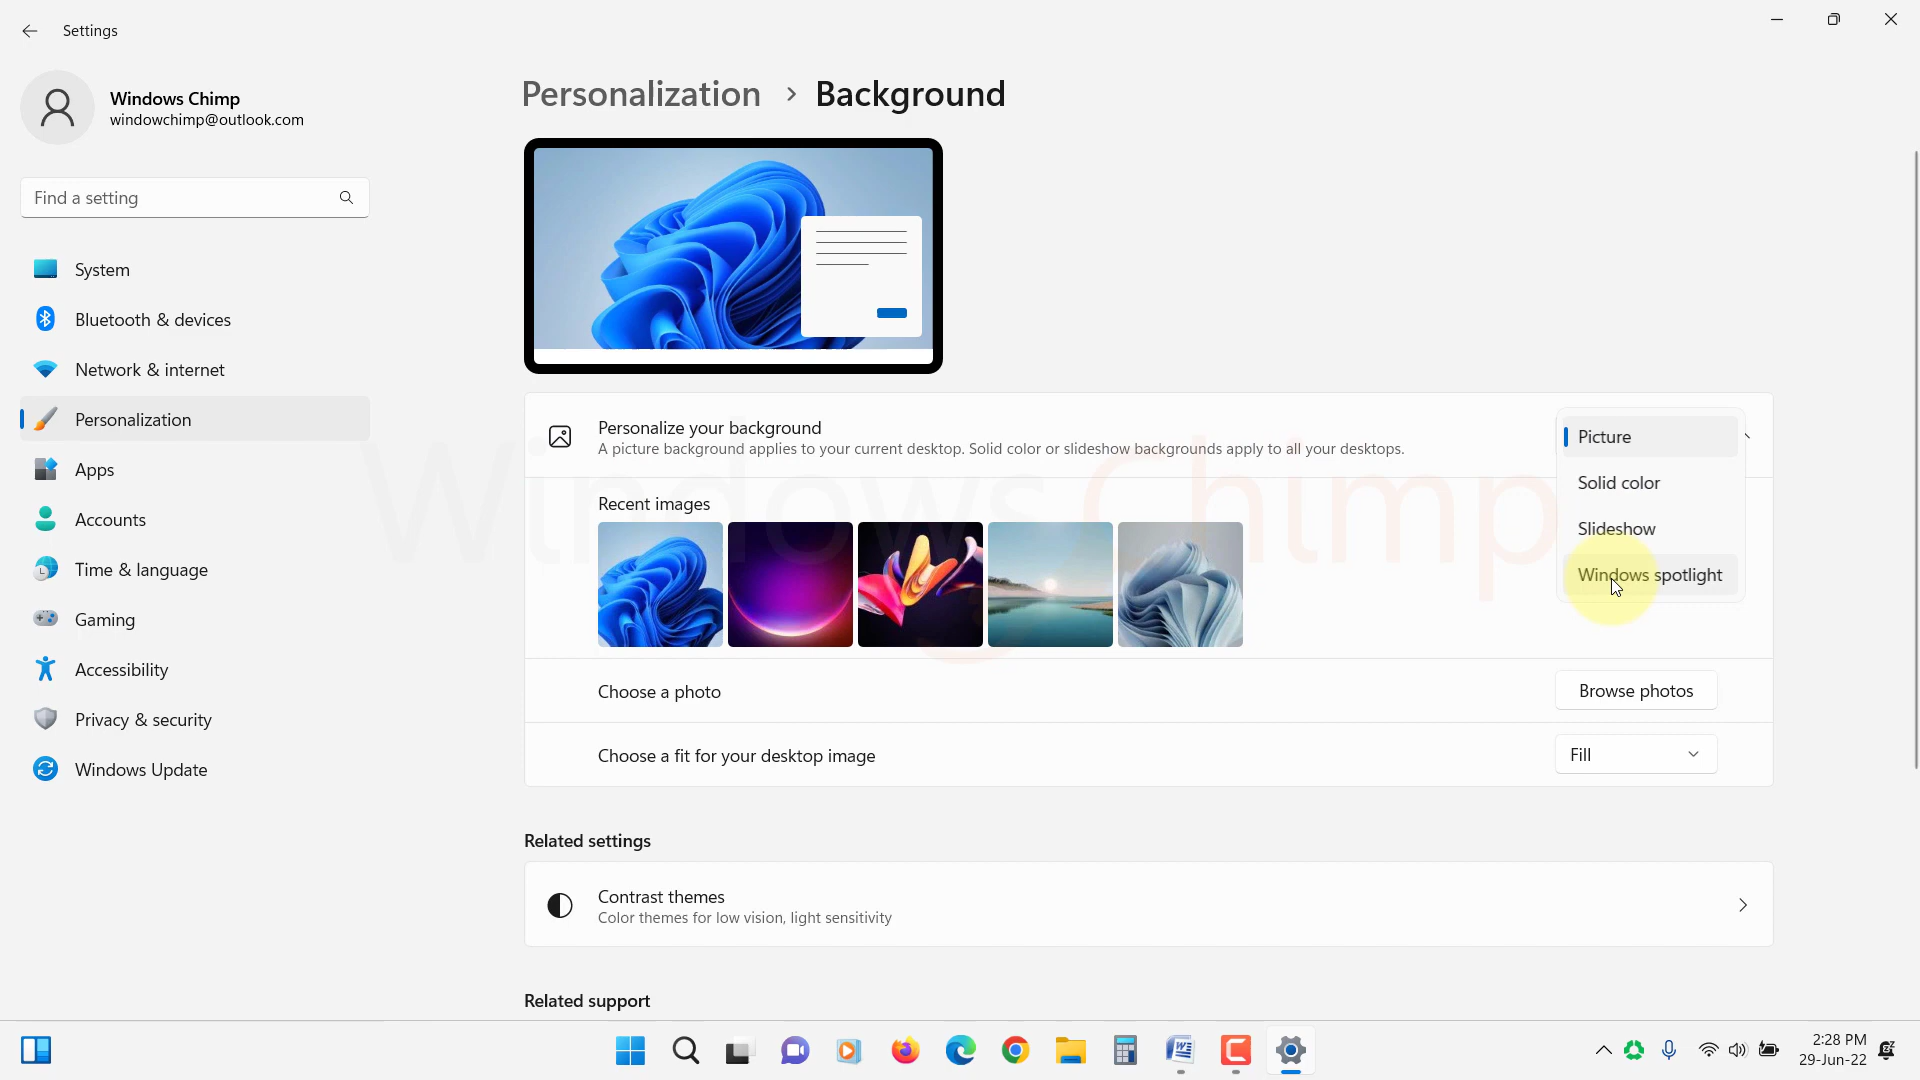 Settings
Windows Chimp
windowchimp@outlook.com
Find a setting
System
Bluetooth & devices
Network & internet
Personalization
Apps
Accounts
Time & language
Gaming
Accessibility
Privacy & security
Windows Update
Personalization > Background
Personalize your background
A picture background applies to your current desktop. Solid color or slideshow backgrounds apply to all your desktops.
Picture
Solid color
Slideshow
Windows spotlight
Recent images
Windows Chimp
Choose a photo
Browse photos
Choose a fit for your desktop image
Fill
Related settings
Contrast themes
Color themes for low vision, light sensitivity
Related support
2:28 PM
29-Jun-22